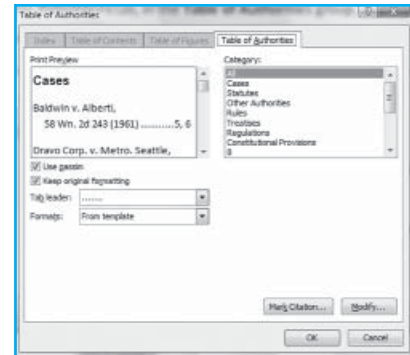 Table of Authorities
Index
Table of Contents
Table of Figures
Table of Authorities
Print Preview
Category:
Cases
Baldwin v. Alberti,
58 Wn. 2d 243 (1961) ............5, 6
Dravo Corp. v. Metro. Seattle,
All
Cases
Statutes
Other Authorities
Rules
Treatises
Regulations
Constitutional Provisions
8
Use passim
Keep original formatting
Tab leader: .......
Formats: From template
Mark Citation... Modify...
OK Cancel